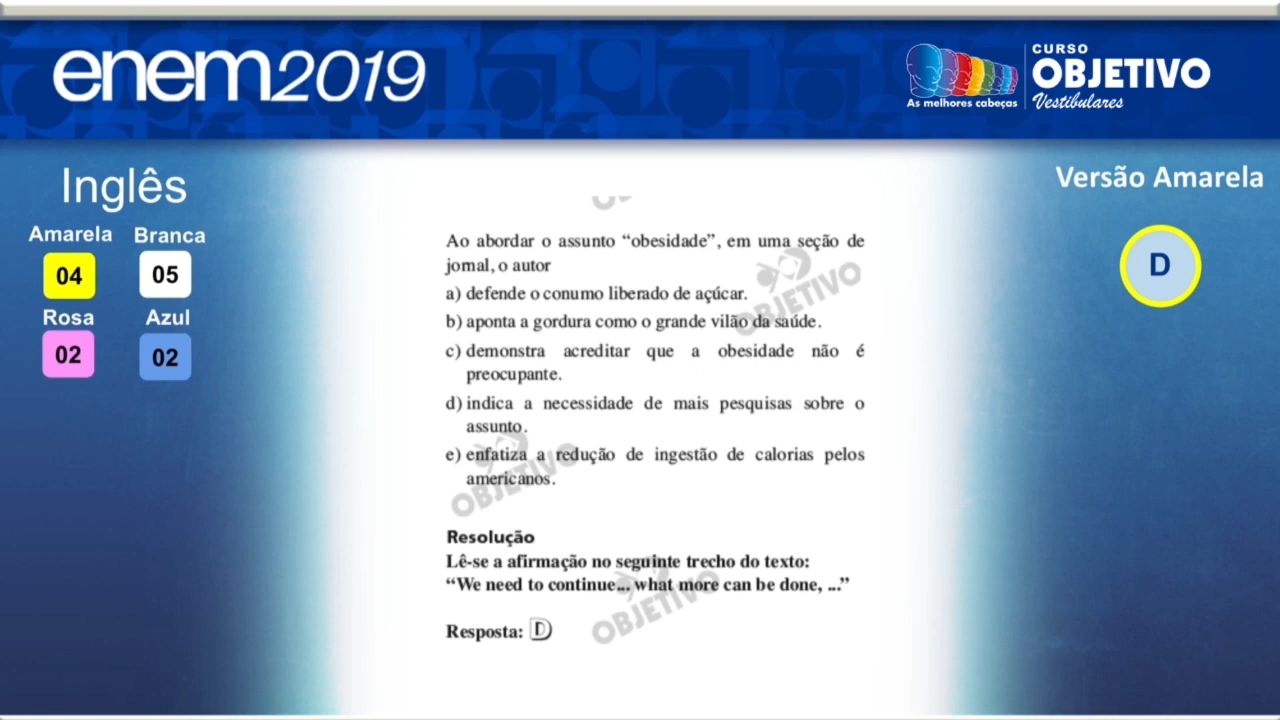 enem2019
CURSO
OBJETIVO
As melhores cabeças
Vestibulares
Inglês
Amarela Branca
04 05
Rosa Azul
02 02
Versão Amarela
D
Ao abordar o assunto “obesidade”, em uma seção de
jornal, o autor
a) defende o conumo liberado de açúcar.
b) aponta a gordura como o grande vilão da saúde.
c) demonstra acreditar que a obesidade não é
preocupante.
d) indica a necessidade de mais pesquisas sobre o
assunto.
e) enfatiza a redução de ingestão de calorias pelos
americanos.
OBJETIVO
OBJETIVO
Resolução
Lê-se a afirmação no seguinte trecho do texto:
“We need to continue... what more can be done, ...”
OBJETIVO
Resposta: D